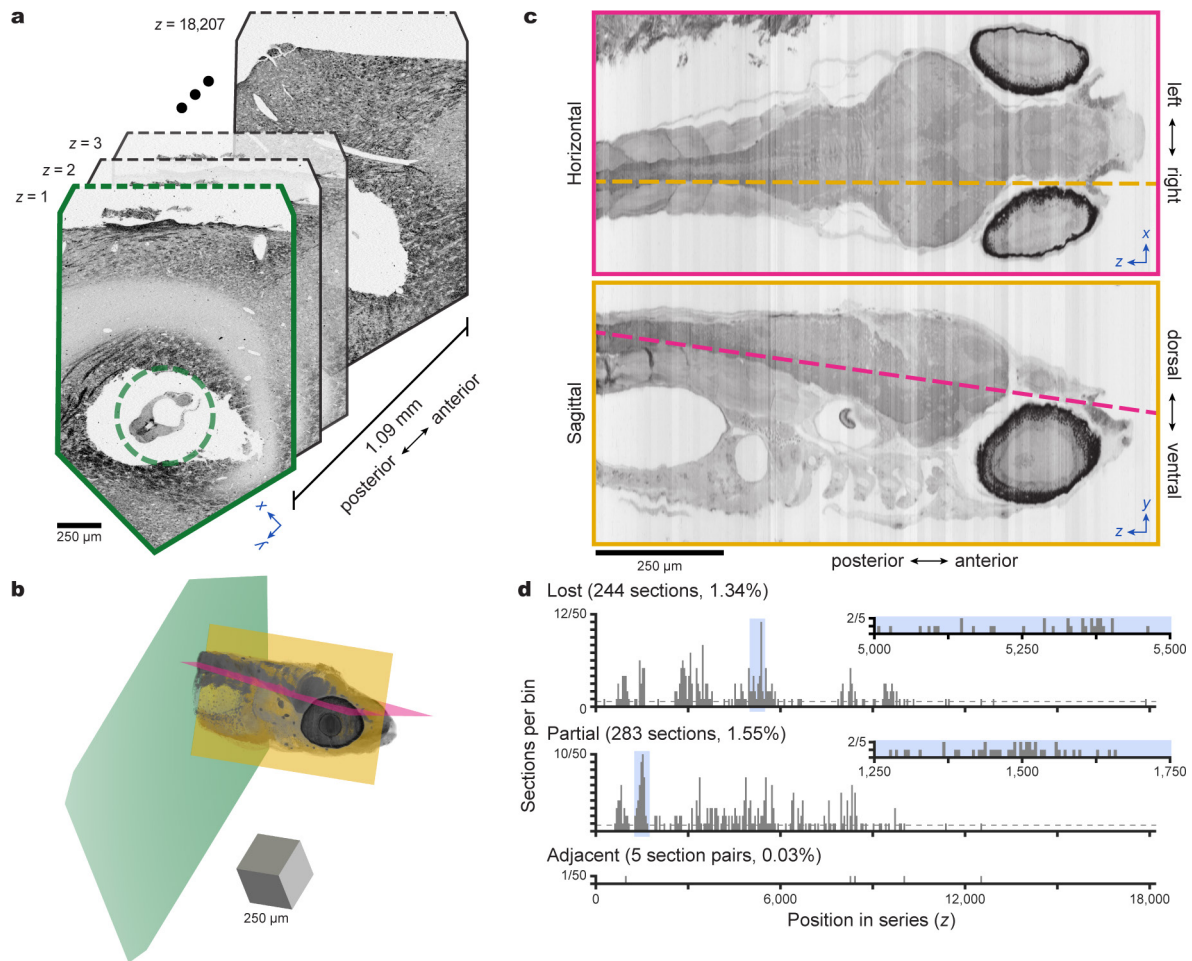 a
z = 18,207
z = 3
z = 2
z = 1
1.09 mm
posterior ↔ anterior
x
y
250 µm
b
250 µm
c
Horizontal
left ↔ right
x
z
Sagittal
dorsal ↔ ventral
y
z
250 µm
posterior ↔ anterior
d
Lost (244 sections, 1.34%)
12/50
0
2/5
5,000 5,250 5,500
Sections per bin
Partial (283 sections, 1.55%)
10/50
2/5
1,250 1,500 1,750
Adjacent (5 section pairs, 0.03%)
1/50
0 6,000 12,000 18,000
Position in series (z)